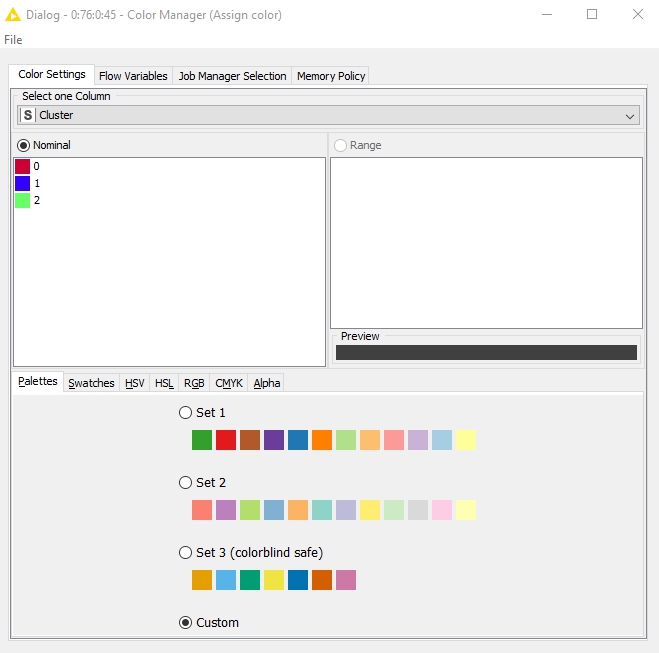 Dialog - 0:76:0:45 - Color Manager (Assign color)
File
Color Settings Flow Variables Job Manager Selection Memory Policy
Select one Column
S Cluster
Nominal Range
0
1
2
Preview
Palettes Swatches HSV HSL RGB CMYK Alpha
Set 1
Set 2
Set 3 (colorblind safe)
Custom